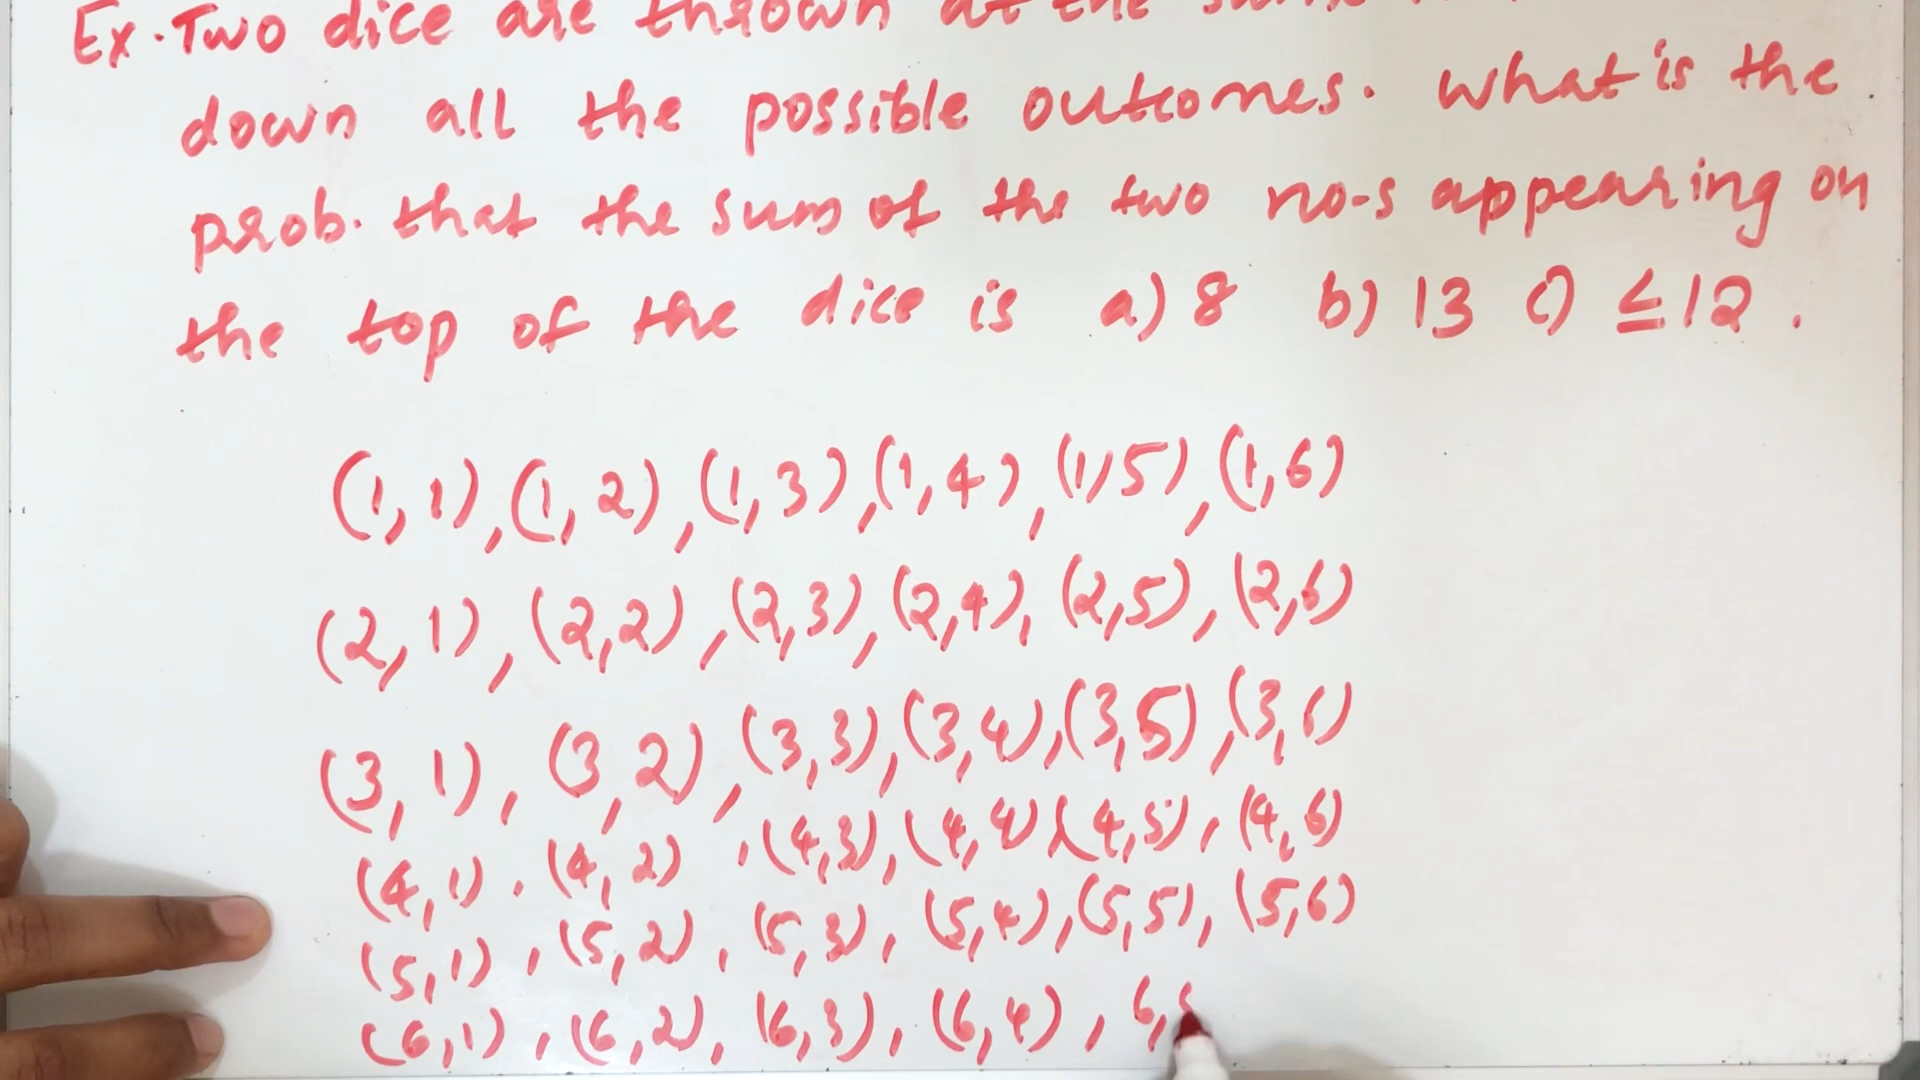 Ex. Two dice are thrown at the
down all the possible outcomes. What is the
prob. that the sum of the two no-s appearing on
the top of the dice is a) 8 b) 13 c) ≤ 12.
(1, 1), (1, 2), (1, 3), (1, 4), (1, 5), (1, 6)
(2, 1), (2, 2), (2, 3), (2, 4), (2, 5), (2, 6)
(3, 1), (3, 2), (3, 3), (3, 4), (3, 5), (3, 6)
(4, 1), (4, 2), (4, 3), (4, 4), (4, 5), (4, 6)
(5, 1), (5, 2), (5, 3), (5, 4), (5, 5), (5, 6)
(6, 1), (6, 2), (6, 3), (6, 4), 6,